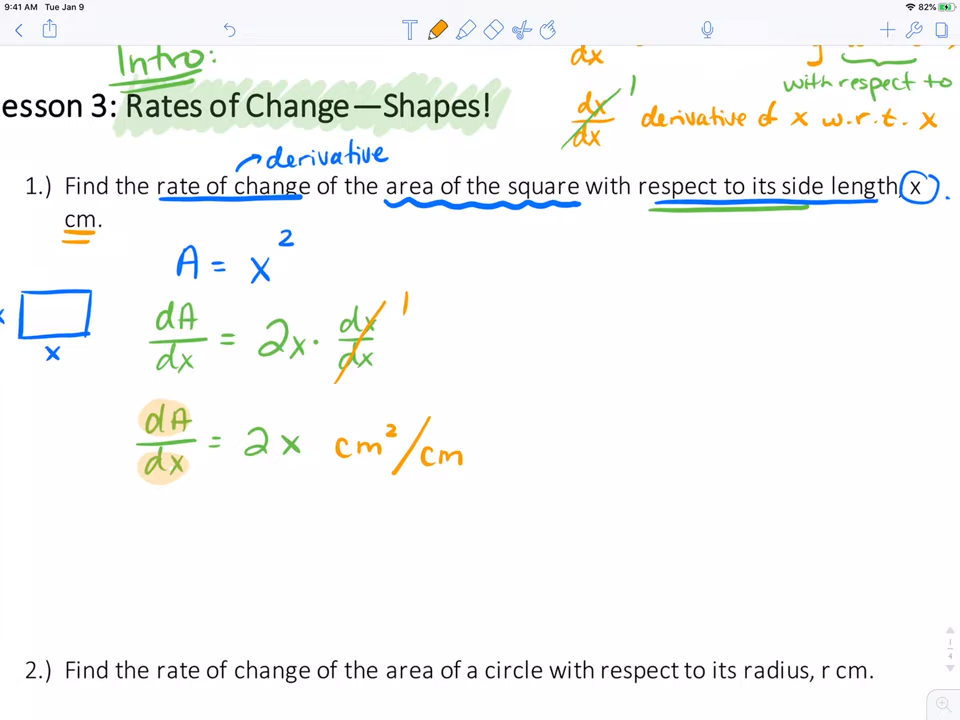 9:41 AM Tue Jan 9
82%
T
Intro:
dx
with respect to
esson 3: Rates of Change—Shapes!
dx/dx 1 derivative of x w.r.t. x
derivative
1.) Find the rate of change of the area of the square with respect to its side length, x
cm.
A = x²
dA/dx = 2x · dx/dx 1
x
x
dA/dx = 2x cm²/cm
2.) Find the rate of change of the area of a circle with respect to its radius, r cm.
1
4